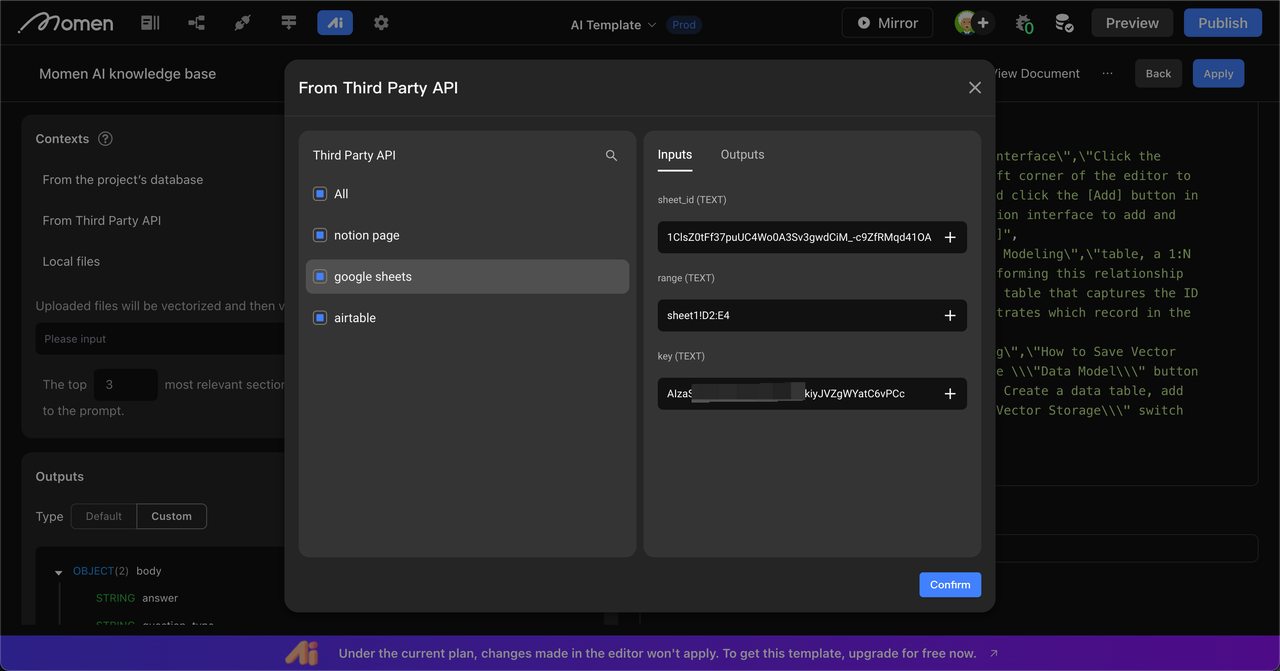 Momen
Ai
AI Template
Prod
Mirror
0
Preview
Publish
Momen AI knowledge base
View Document
Back
Apply
Contexts
From the project's database
From Third Party API
Local files
Uploaded files will be vectorized and then v
Please input
The top 3 most relevant section
to the prompt.
Outputs
Type
Default
Custom
OBJECT(2) body
STRING answer
STRING question_type
From Third Party API
Third Party API
All
notion page
google sheets
airtable
Inputs
Outputs
sheet_id (TEXT)
1ClsZ0tFf37puUC4Wo0A3Sv3gwdCiM_-c9ZfRMqd41OA
range (TEXT)
sheet1!D2:E4
key (TEXT)
AIzaS
kiyJVZgWYatC6vPCc
Confirm
nterface\",\"Click the
ft corner of the editor to
d click the [Add] button in
ion interface to add and
]",
Modeling\",\"table, a 1:N
forming this relationship
table that captures the ID
trates which record in the
g\",\"How to Save Vector
e \\\"Data Model\\\" button
Create a data table, add
Vector Storage\\\" switch
Ai
Under the current plan, changes made in the editor won't apply. To get this template, upgrade for free now.